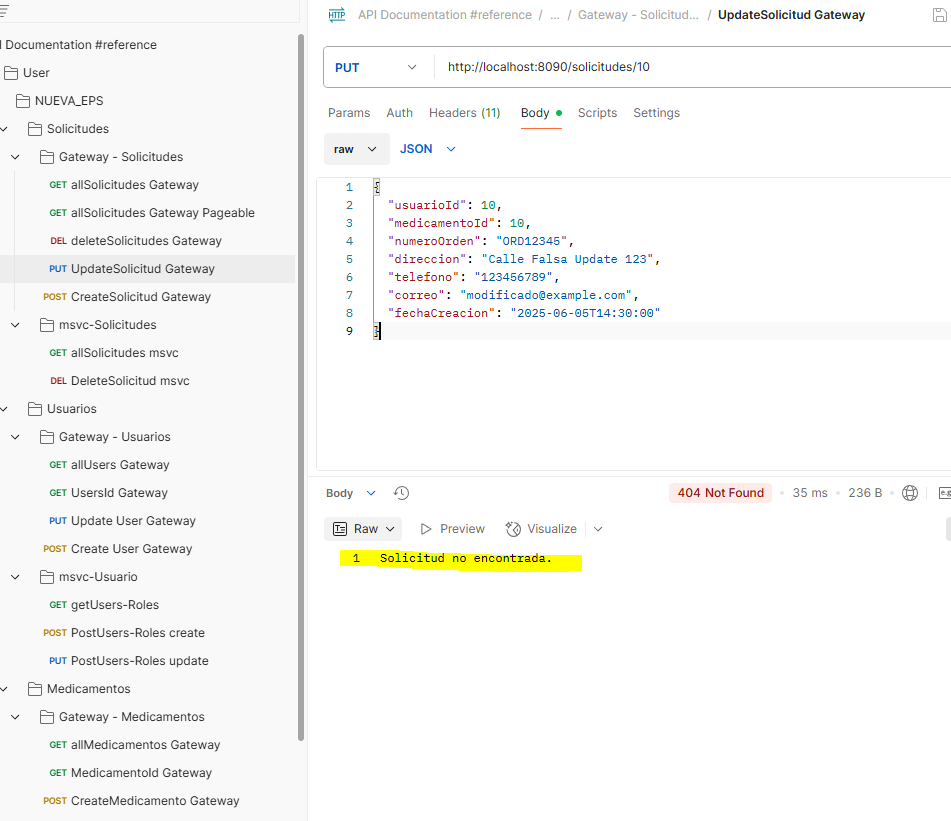 HTTP API Documentation #reference / ... / Gateway - Solicitud... / UpdateSolicitud Gateway
Documentation #reference
User
NUEVA_EPS
Solicitudes
Gateway - Solicitudes
GET allSolicitudes Gateway
GET allSolicitudes Gateway Pageable
DEL deleteSolicitudes Gateway
PUT UpdateSolicitud Gateway
POST CreateSolicitud Gateway
msvc-Solicitudes
GET allSolicitudes msvc
DEL DeleteSolicitud msvc
Usuarios
Gateway - Usuarios
GET allUsers Gateway
GET UsersId Gateway
PUT Update User Gateway
POST Create User Gateway
msvc-Usuario
GET getUsers-Roles
POST PostUsers-Roles create
PUT PostUsers-Roles update
Medicamentos
Gateway - Medicamentos
GET allMedicamentos Gateway
GET MedicamentoId Gateway
POST CreateMedicamento Gateway
PUT http://localhost:8090/solicitudes/10
Params Auth Headers (11) Body Scripts Settings
raw JSON
1 {
2 "usuarioId": 10,
3 "medicamentoId": 10,
4 "numeroOrden": "ORD12345",
5 "direccion": "Calle Falsa Update 123",
6 "telefono": "123456789",
7 "correo": "modificado@example.com",
8 "fechaCreacion": "2025-06-05T14:30:00"
9 }
Body 404 Not Found • 35 ms • 236 B
Raw Preview Visualize
1 Solicitud no encontrada.